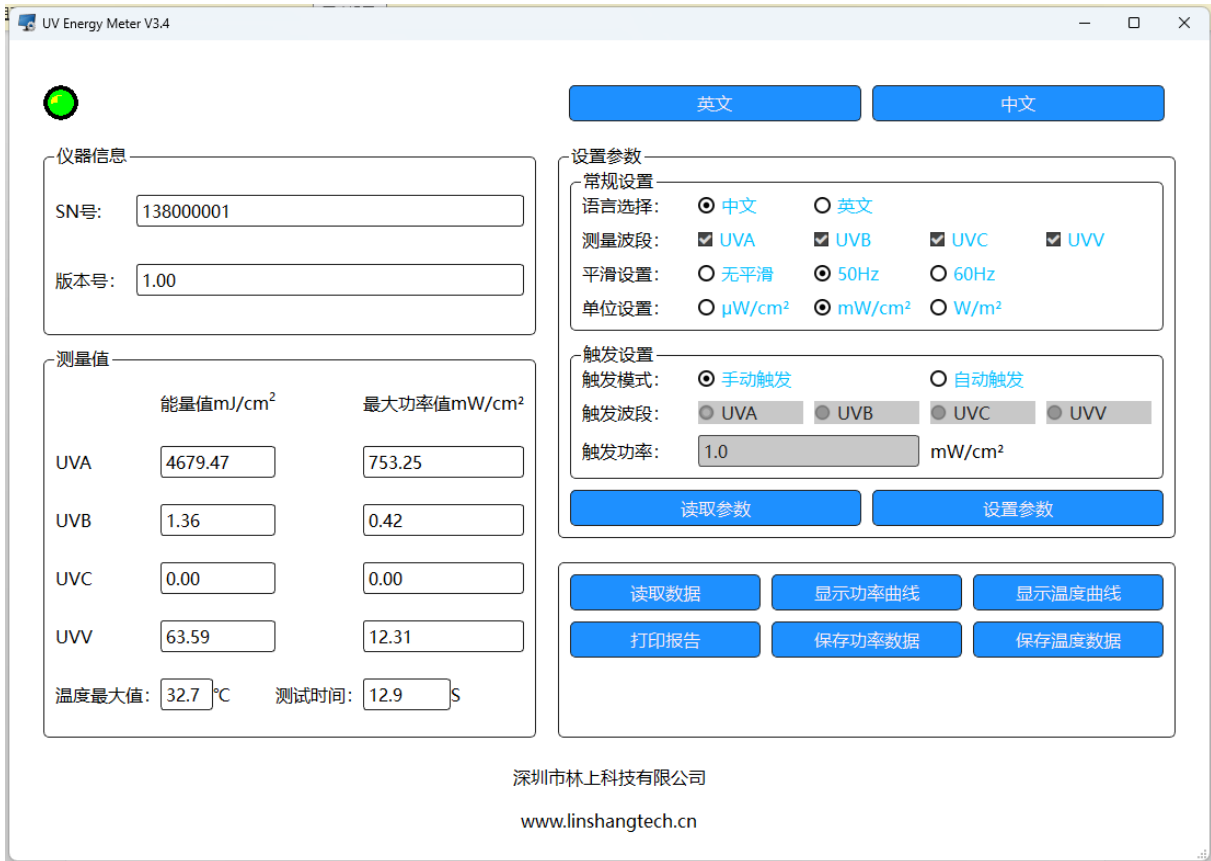 UV Energy Meter V3.4
英文 中文
仪器信息
SN号: 138000001
版本号: 1.00
测量值
能量值mJ/cm² 最大功率值mW/cm²
UVA 4679.47 753.25
UVB 1.36 0.42
UVC 0.00 0.00
UVV 63.59 12.31
温度最大值: 32.7 ℃ 测试时间: 12.9 S
设置参数
常规设置
语言选择: 中文 英文
测量波段: UVA UVB UVC UVV
平滑设置: 无平滑 50Hz 60Hz
单位设置: μW/cm² mW/cm² W/m²
触发设置
触发模式: 手动触发 自动触发
触发波段: UVA UVB UVC UVV
触发功率: 1.0 mW/cm²
读取参数 设置参数
读取数据 显示功率曲线 显示温度曲线
打印报告 保存功率数据 保存温度数据
深圳市林上科技有限公司
www.linshangtech.cn